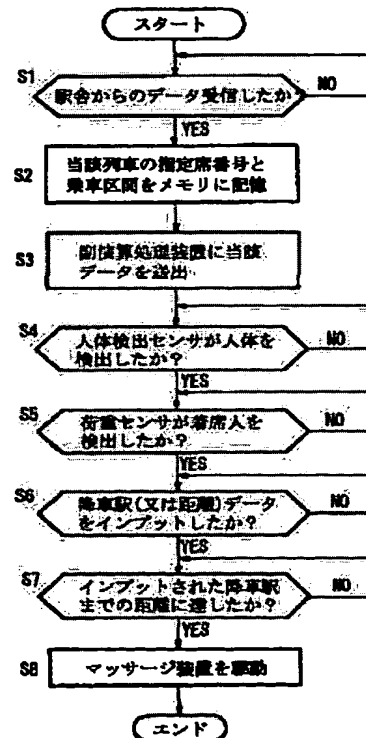 スタート
S1
駅舎からのデータ受信したか
NO
YES
S2
当該列車の指定席番号と
乗車区間をメモリに記憶
S3
副演算処理装置に当該
データを送出
S4
人体検出センサが人体を
検出したか?
NO
YES
S5
荷重センサが着席人を
検出したか?
NO
YES
S6
降車駅(又は距離)データ
をインプットしたか?
NO
YES
S7
インプットされた降車駅
までの距離に達したか?
NO
YES
S8
マッサージ装置を駆動
エンド